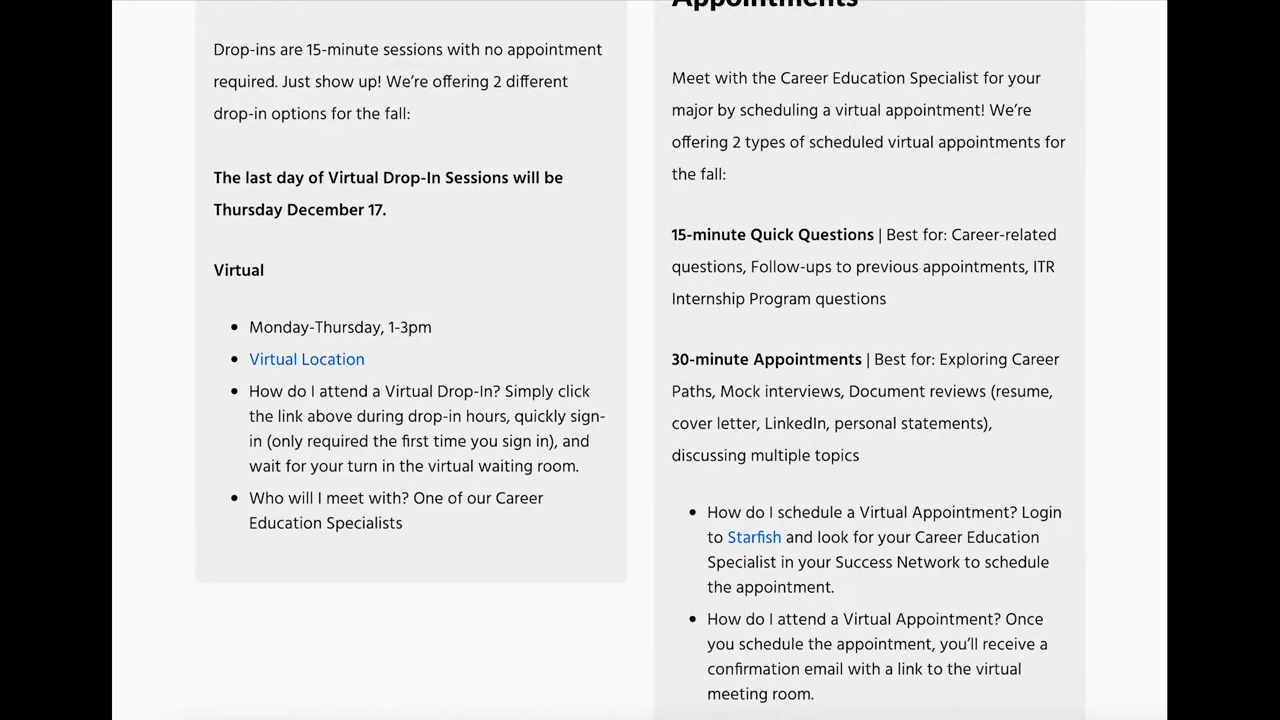 Drop-ins are 15-minute sessions with no appointment
required. Just show up! We're offering 2 different
drop-in options for the fall:
The last day of Virtual Drop-In Sessions will be
Thursday December 17.
Virtual
• Monday-Thursday, 1-3pm
• Virtual Location
• How do I attend a Virtual Drop-In? Simply click
the link above during drop-in hours, quickly sign-
in (only required the first time you sign in), and
wait for your turn in the virtual waiting room.
• Who will I meet with? One of our Career
Education Specialists
Appointments
Meet with the Career Education Specialist for your
major by scheduling a virtual appointment! We're
offering 2 types of scheduled virtual appointments for
the fall:
15-minute Quick Questions | Best for: Career-related
questions, Follow-ups to previous appointments, ITR
Internship Program questions
30-minute Appointments | Best for: Exploring Career
Paths, Mock interviews, Document reviews (resume,
cover letter, LinkedIn, personal statements),
discussing multiple topics
• How do I schedule a Virtual Appointment? Login
to Starfish and look for your Career Education
Specialist in your Success Network to schedule
the appointment.
• How do I attend a Virtual Appointment? Once
you schedule the appointment, you'll receive a
confirmation email with a link to the virtual
meeting room.